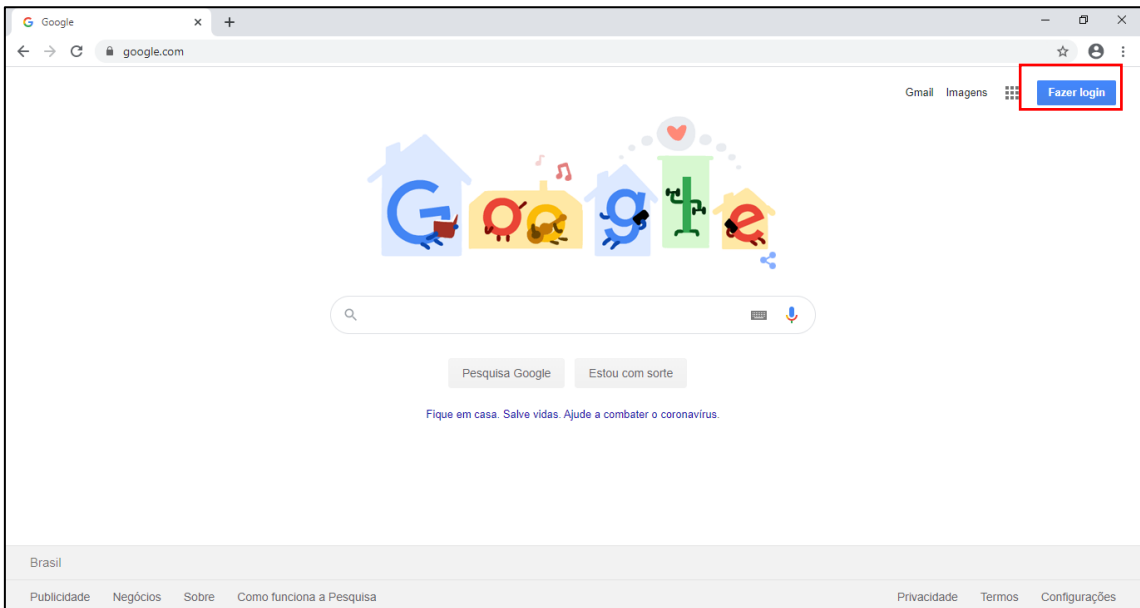 Google
google.com
Gmail Imagens Fazer login
Google
Pesquisa Google Estou com sorte
Fique em casa. Salve vidas. Ajude a combater o coronavírus.
Brasil
Publicidade Negócios Sobre Como funciona a Pesquisa Privacidade Termos Configurações